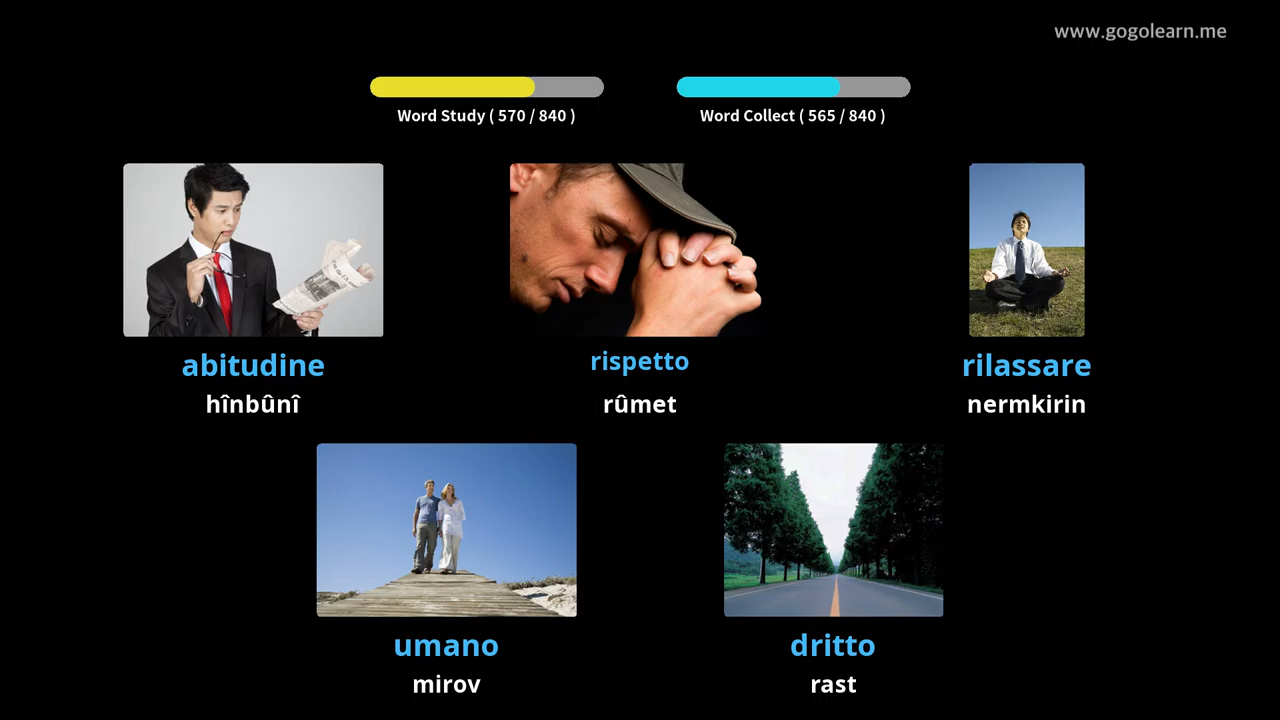 www.gogolearn.me
Word Study ( 570 / 840 )
Word Collect ( 565 / 840 )
abitudine
hînbûnî
rispetto
rûmet
rilassare
nermkirin
umano
mirov
dritto
rast